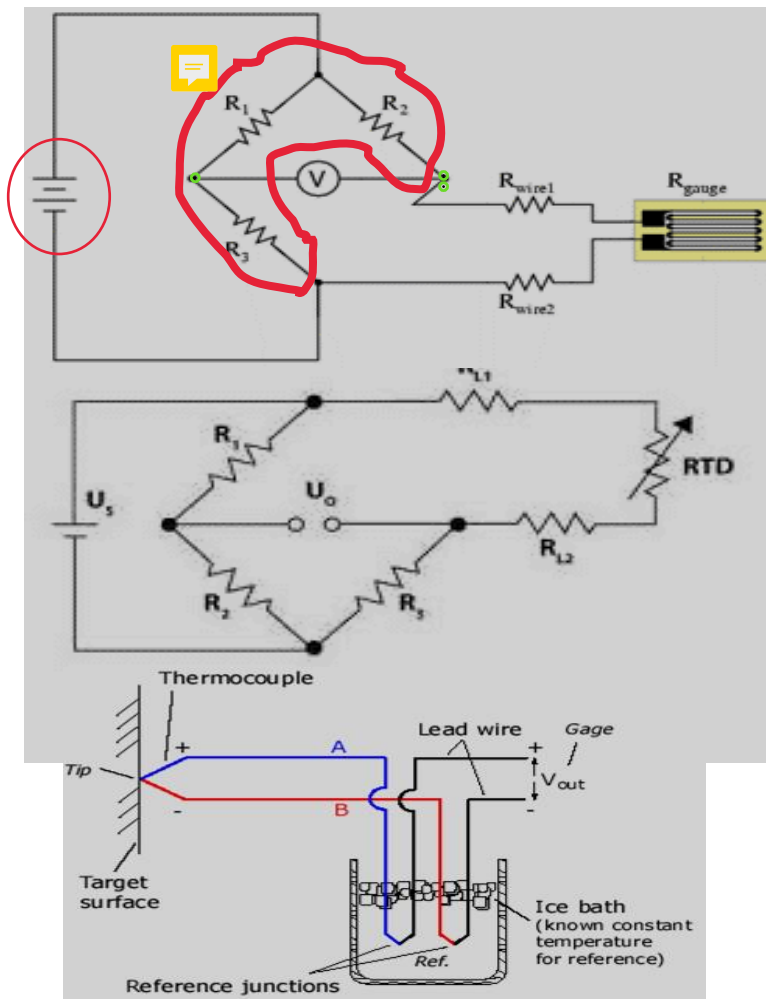 R1
R2
V
Rwire1
Rgauge
R3
Rwire2
RL1
R1
RTD
Us
Uo
RL2
R2
R3
Thermocouple
Lead wire
Gage
+
A
+
Tip
Vout
-
B
-
Target
surface
Ice bath
(known constant
temperature
for reference)
Ref.
Reference junctions